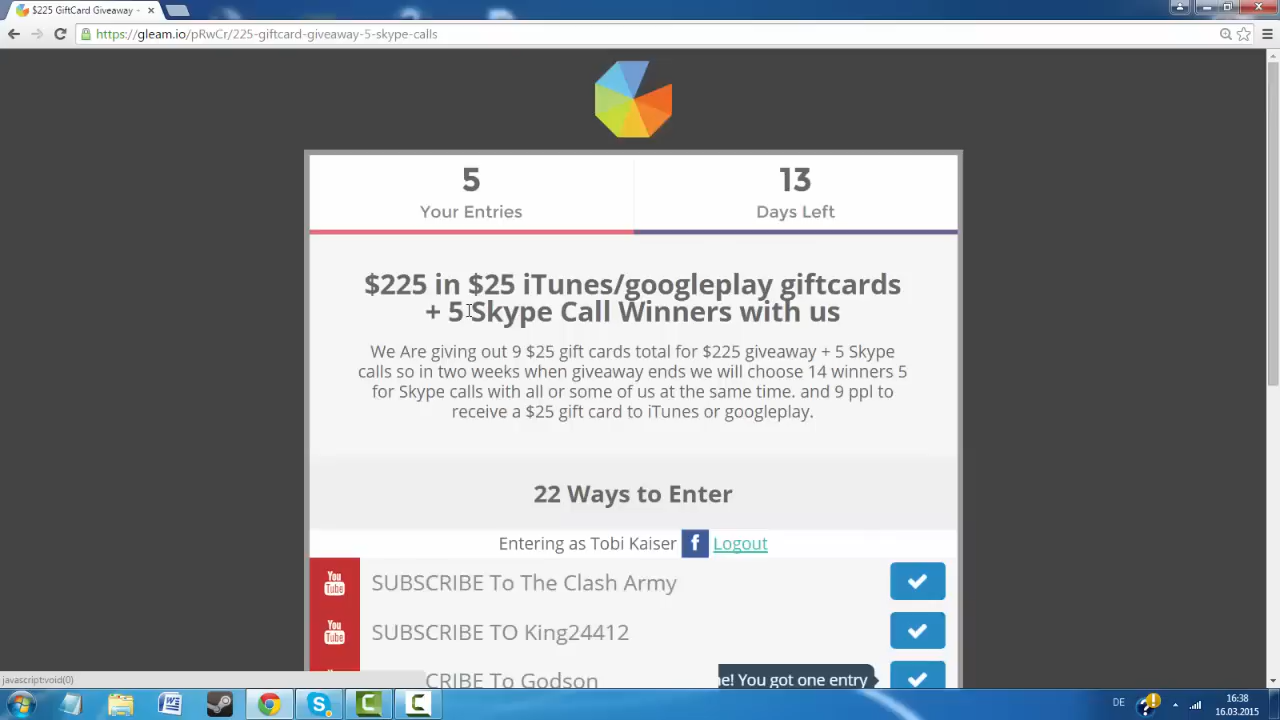 $225 GiftCard Giveaway -
https://gleam.io/pRwCr/225-giftcard-giveaway-5-skype-calls
5
Your Entries
13
Days Left
$225 in $25 iTunes/googleplay giftcards
+ 5 Skype Call Winners with us
We Are giving out 9 $25 gift cards total for $225 giveaway + 5 Skype
calls so in two weeks when giveaway ends we will choose 14 winners 5
for Skype calls with all or some of us at the same time. and 9 ppl to
receive a $25 gift card to iTunes or googleplay.
22 Ways to Enter
Entering as Tobi Kaiser f Logout
You Tube SUBSCRIBE To The Clash Army
You Tube SUBSCRIBE TO King24412
CRIBE To Godson
ne! You got one entry
javascript:void(0)
DE
16:38
16.03.2015